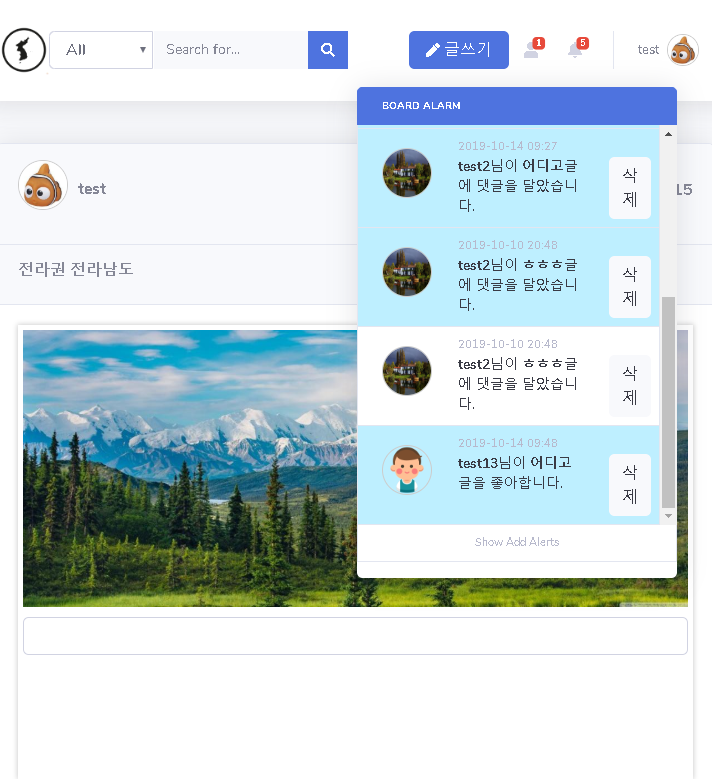 All
Search for...
글쓰기
1
5
test
BOARD ALARM
test
15
전라권 전라남도
2019-10-14 09:27
test2님이 어디고글
에 댓글을 달았습니
다.
삭
제
2019-10-10 20:48
test2님이 ㅎㅎㅎ글
에 댓글을 달았습니
다.
삭
제
2019-10-10 20:48
test2님이 ㅎㅎㅎ글
에 댓글을 달았습니
다.
삭
제
2019-10-14 09:48
test13님이 어디고
글을 좋아합니다.
삭
제
Show Add Alerts